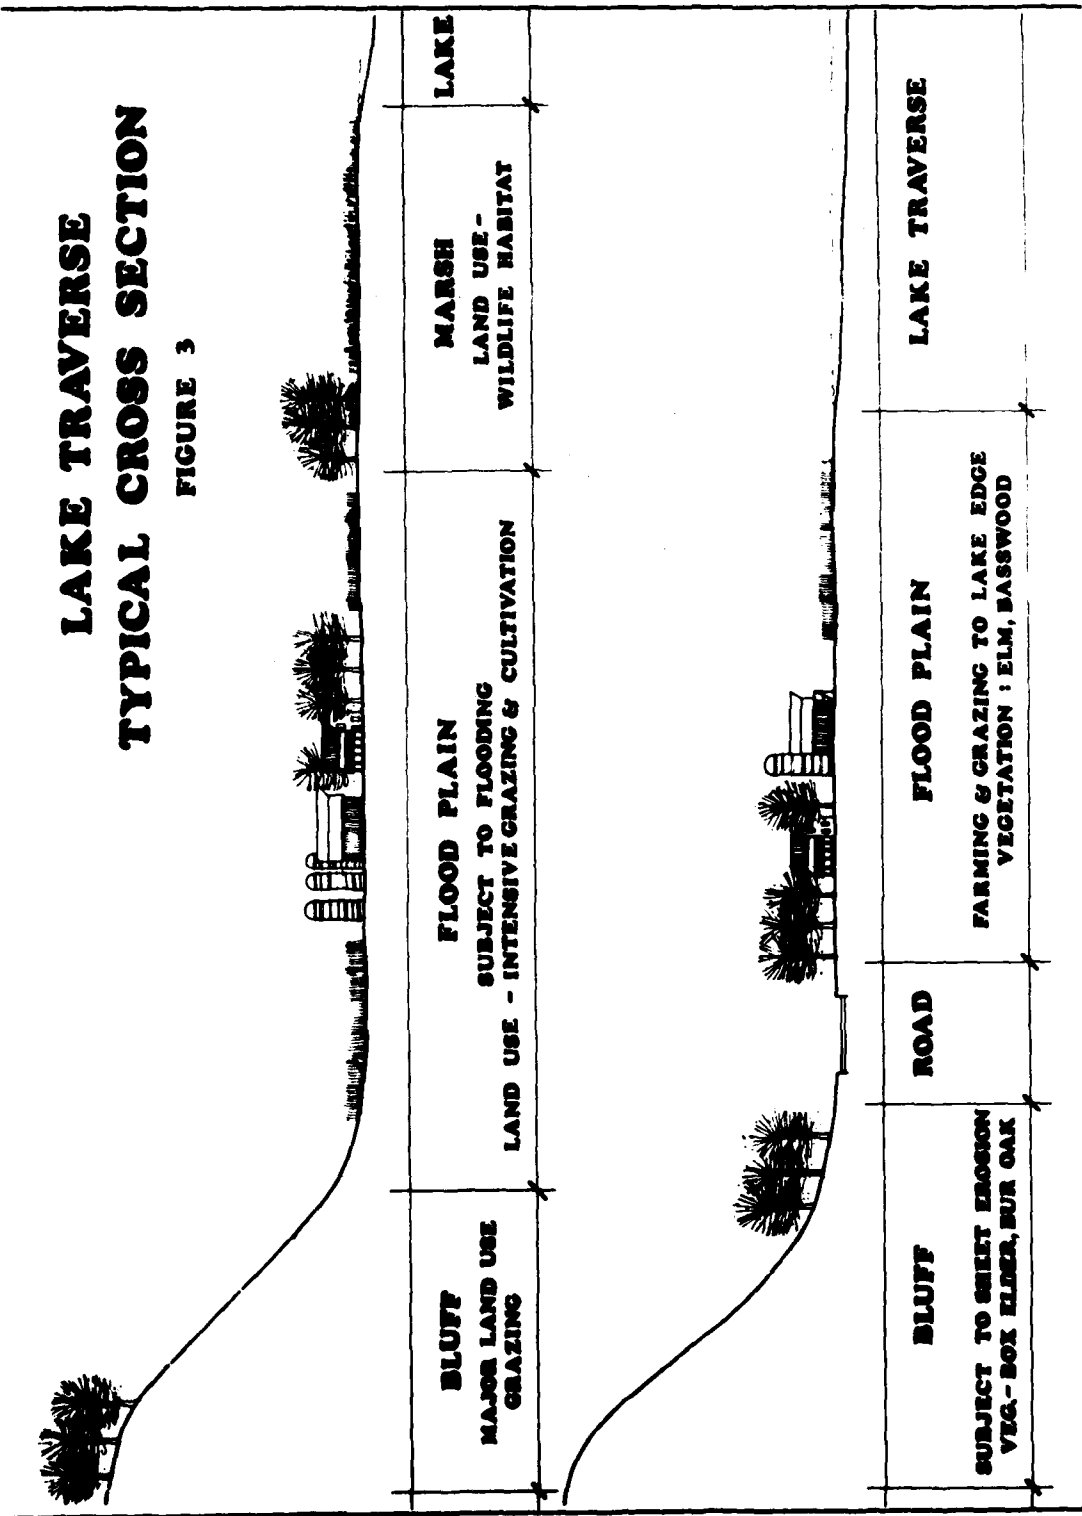 LAKE TRAVERSE
TYPICAL CROSS SECTION
FIGURE 3
BLUFF
MAJOR LAND USE
GRAZING
FLOOD PLAIN
SUBJECT TO FLOODING
LAND USE - INTENSIVE GRAZING & CULTIVATION
MARSH
LAND USE -
WILDLIFE HABITAT
LAKE
BLUFF
SUBJECT TO SHEET EROSION
VEG.- BOX ELDER, BUR OAK
ROAD
FLOOD PLAIN
FARMING & GRAZING TO LAKE EDGE
VEGETATION : ELM, BASSWOOD
LAKE TRAVERSE